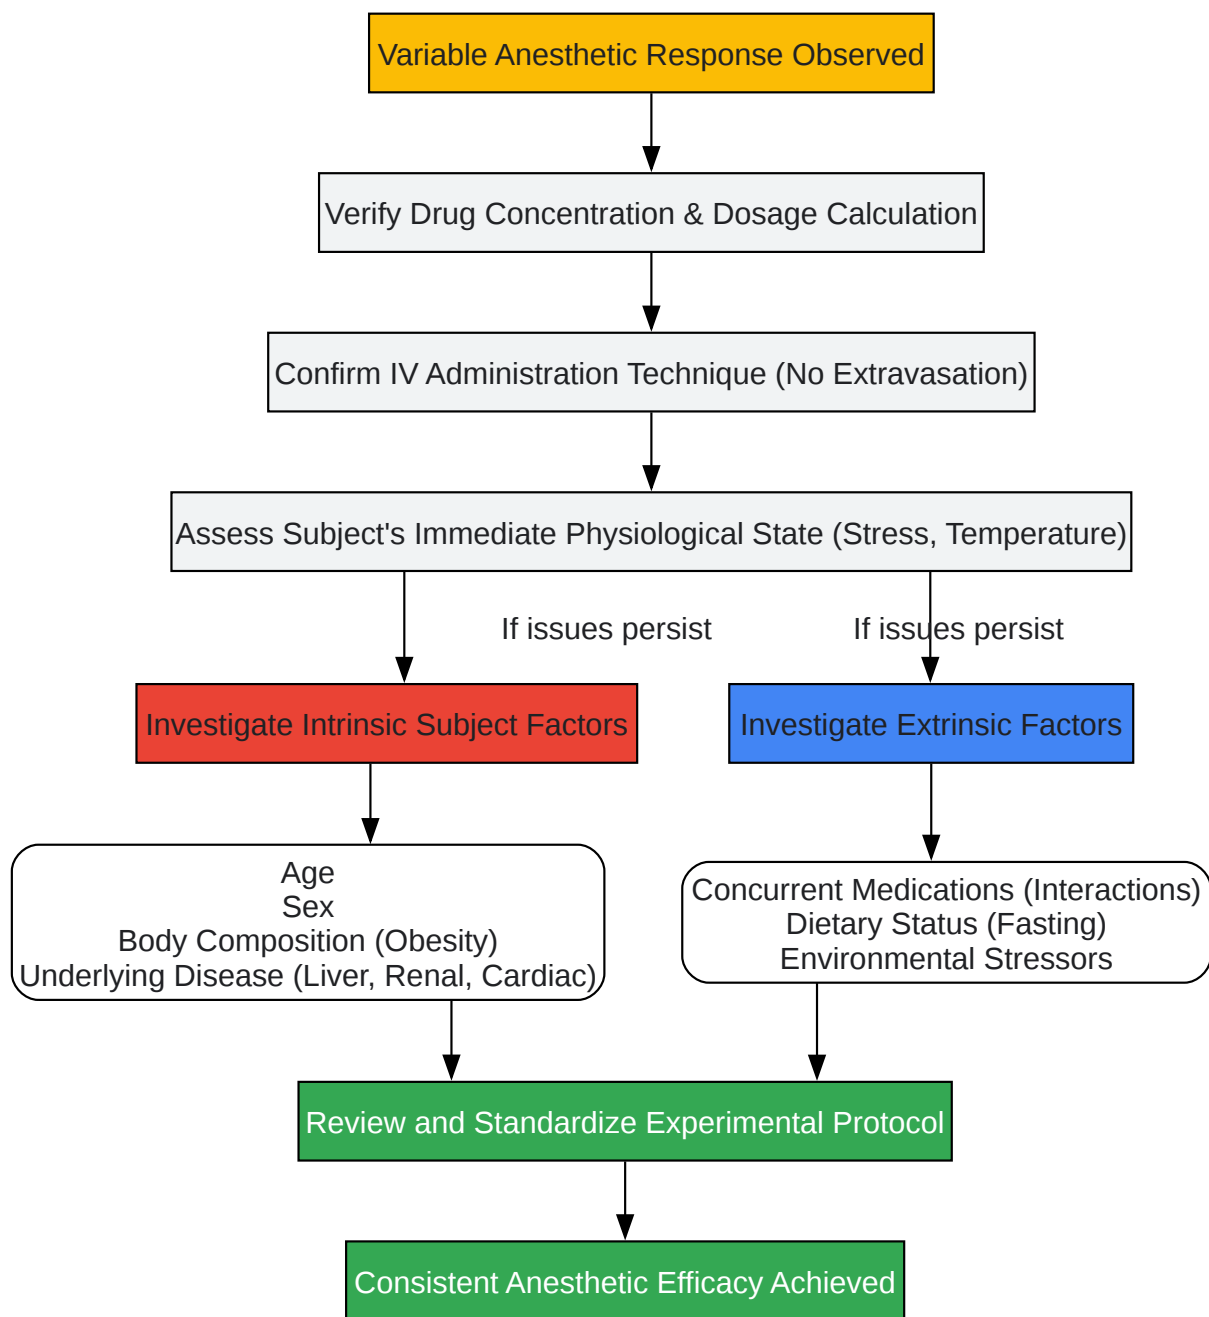 Variable Anesthetic Response Observed
Verify Drug Concentration & Dosage Calculation
Confirm IV Administration Technique (No Extravasation)
Assess Subject's Immediate Physiological State (Stress, Temperature)
If issues persist
If issues persist
Investigate Intrinsic Subject Factors
Investigate Extrinsic Factors
Age
Sex
Body Composition (Obesity)
Underlying Disease (Liver, Renal, Cardiac)
Concurrent Medications (Interactions)
Dietary Status (Fasting)
Environmental Stressors
Review and Standardize Experimental Protocol
Consistent Anesthetic Efficacy Achieved